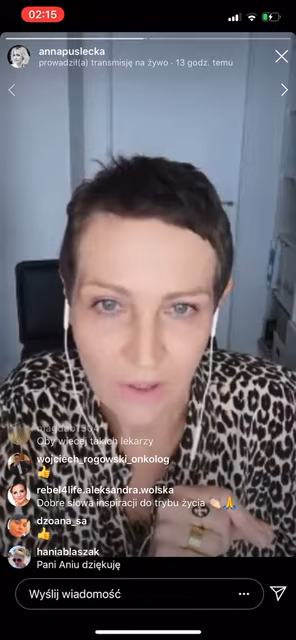 02:15
annapuslecka
prowadził(a) transmisję na żywo · 13 godz. temu
Oby więcej takich lekarzy
wojciech_rogowski_onkolog
👍
rebel4life.aleksandra.wolska
Dobre słowa inspiracji do trybu życia 👏🙏
dzoana_sa
👍
haniablaszak
Pani Aniu dziękuję
Wyślij wiadomość